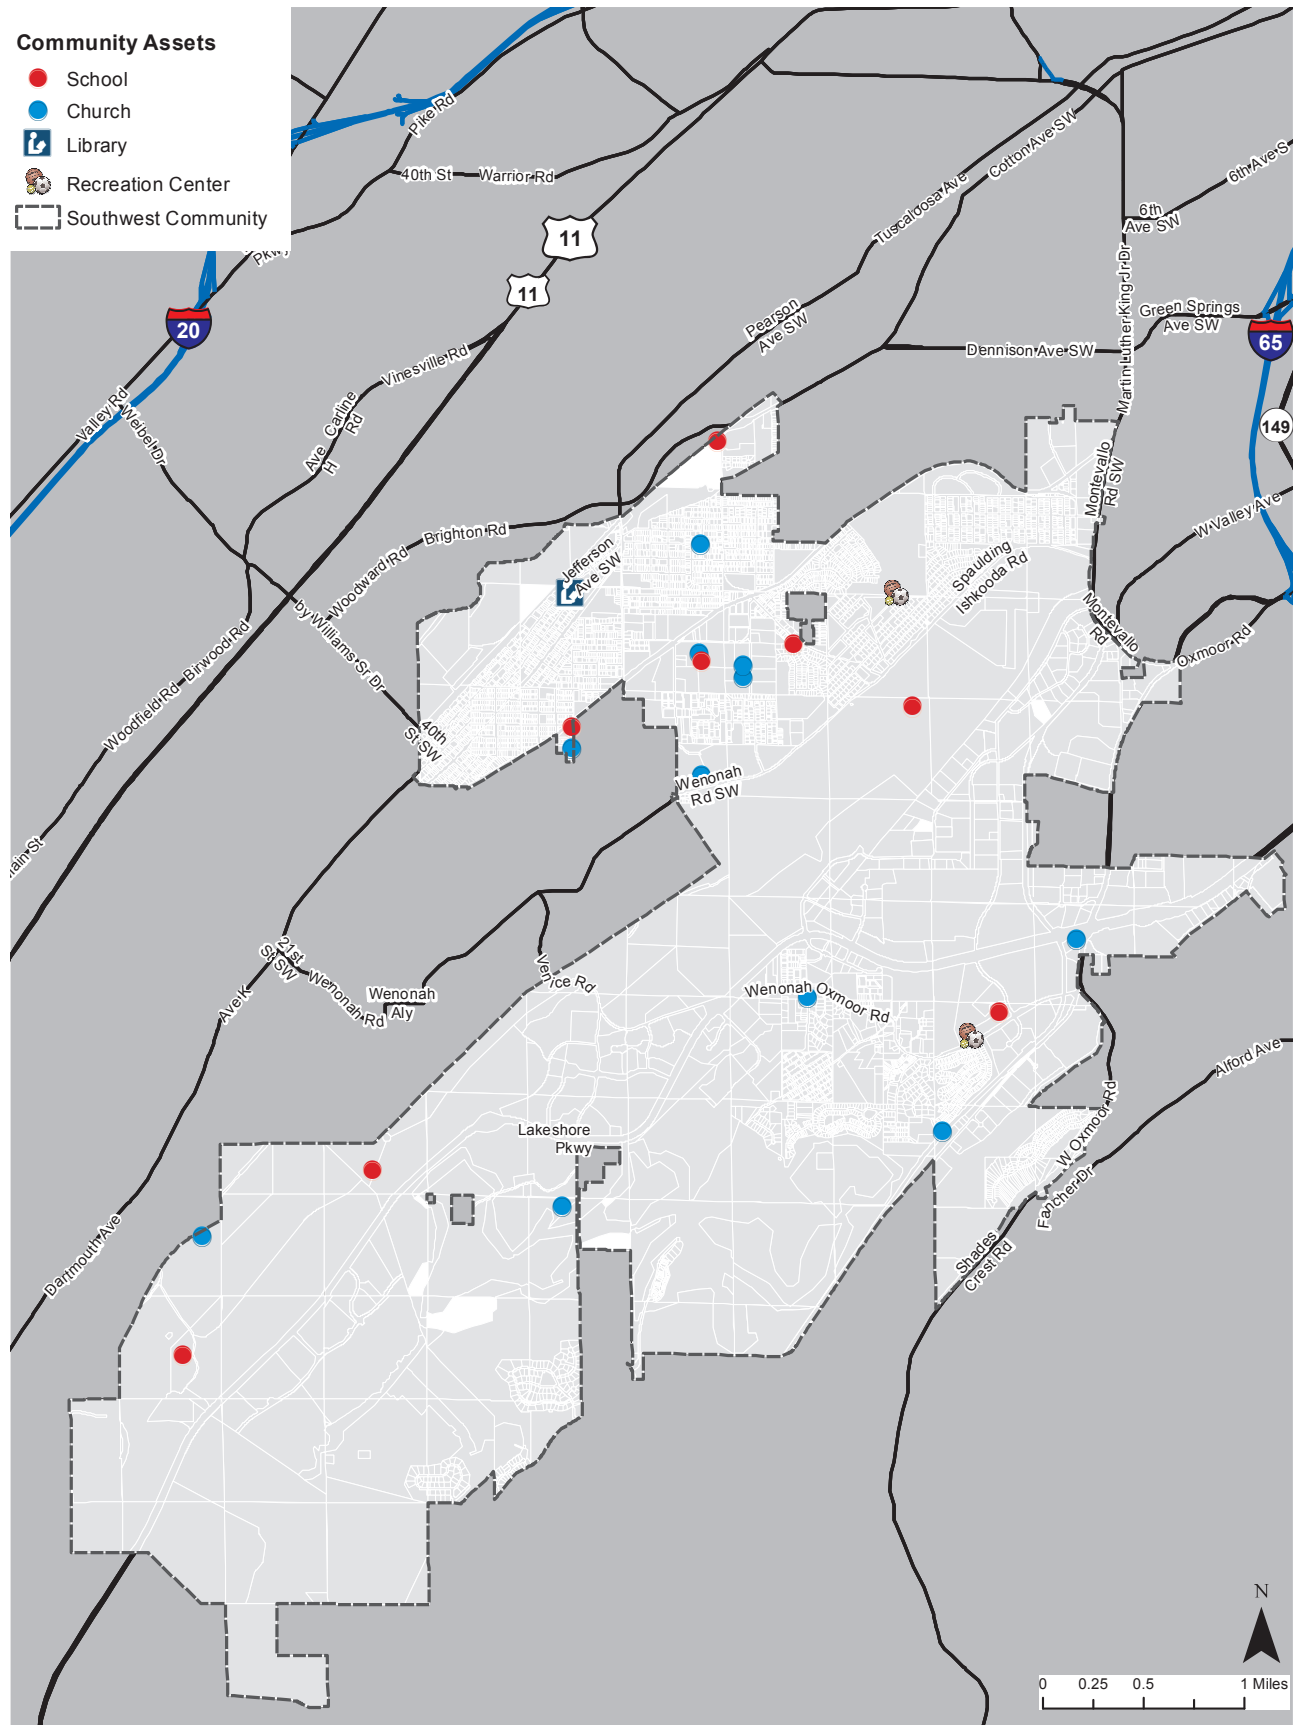 Community Assets
School
Church
Library
Recreation Center
Southwest Community
Pike Rd
40th St
Warrior Rd
Pkwy
11
11
20
Cotton Ave SW
Tuscaloosa Ave
6th Ave S
6th
Ave SW
Martin Luther King Jr Dr
Green Springs
Ave SW
65
Pearson
Ave SW
Dennison Ave SW
149
Vinesville Rd
Valley Rd
Weibel Dr
Carline
Rd
Ave
H
Montevallo
Rd SW
W Valley Ave
Brighton Rd
Woodward Rd
Jefferson
Ave SW
Spaulding
Ishkooda Rd
by Williams Sr Dr
Montevallo
Rd
Oxmoor Rd
Birwood Rd
Woodfield Rd
40th
St SW
Wenonah
Rd SW
ain St
21st
St SW
Wenonah Rd
Wenonah
Aly
Ave K
Venice Rd
Wenonah Oxmoor Rd
Alford Ave
Lakeshore
Pkwy
W Oxmoor Rd
Fancher Dr
Dartmouth Ave
Shades
Crest Rd
N
0 0.25 0.5 1 Miles